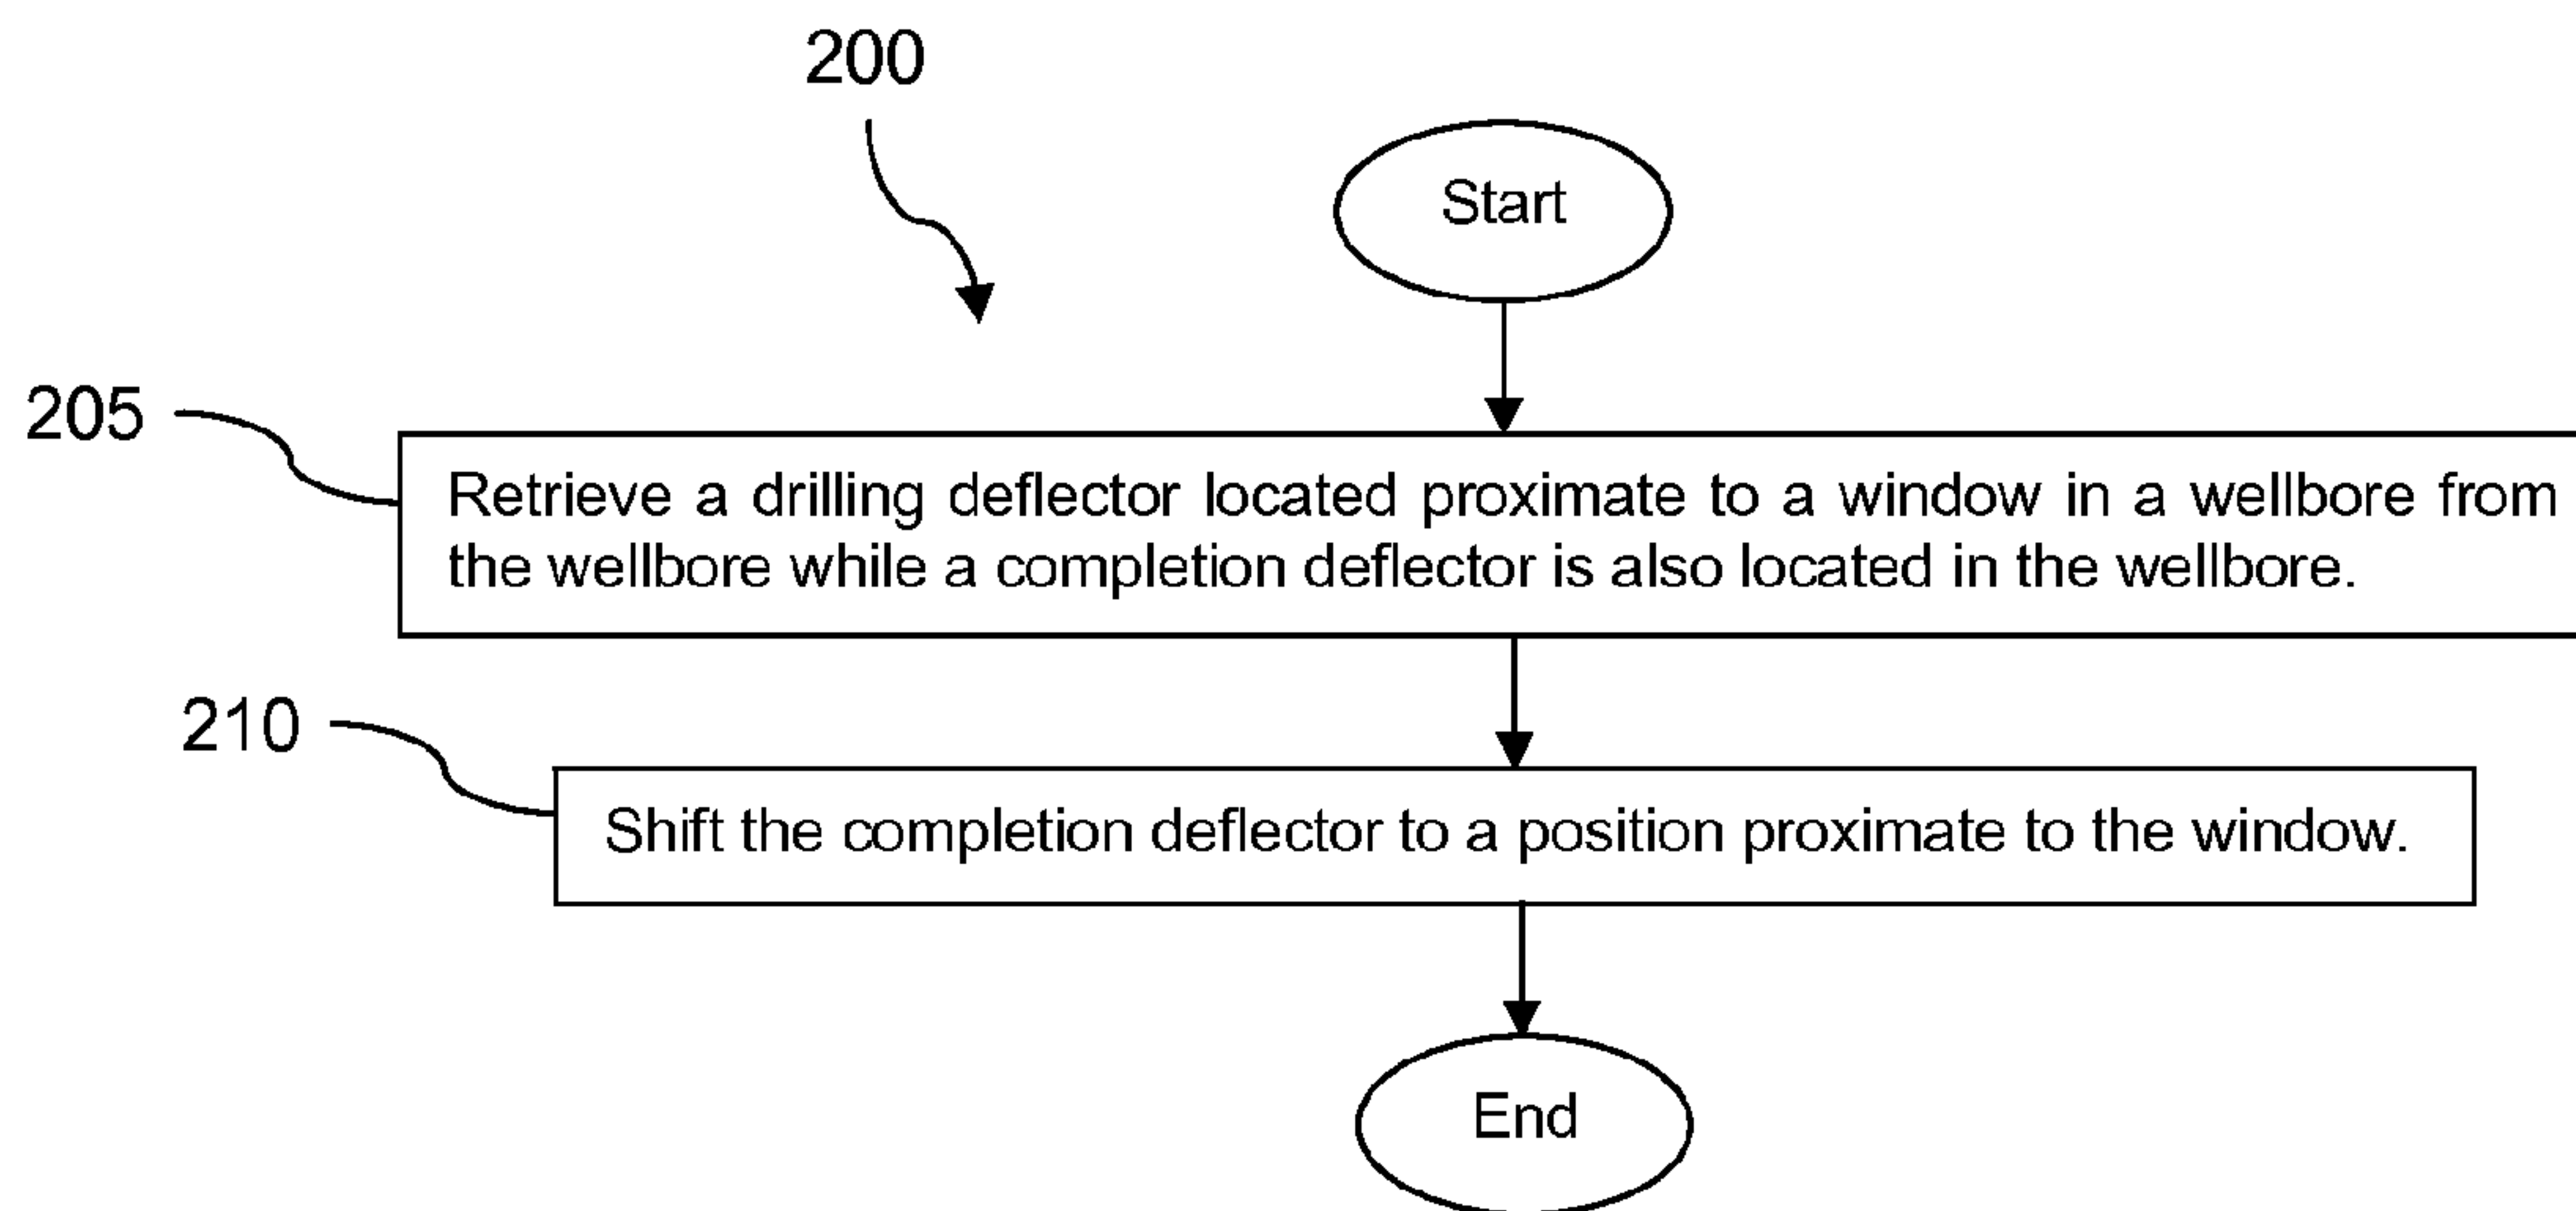 200
Start
205
Retrieve a drilling deflector located proximate to a window in a wellbore from
the wellbore while a completion deflector is also located in the wellbore.
210
Shift the completion deflector to a position proximate to the window.
End